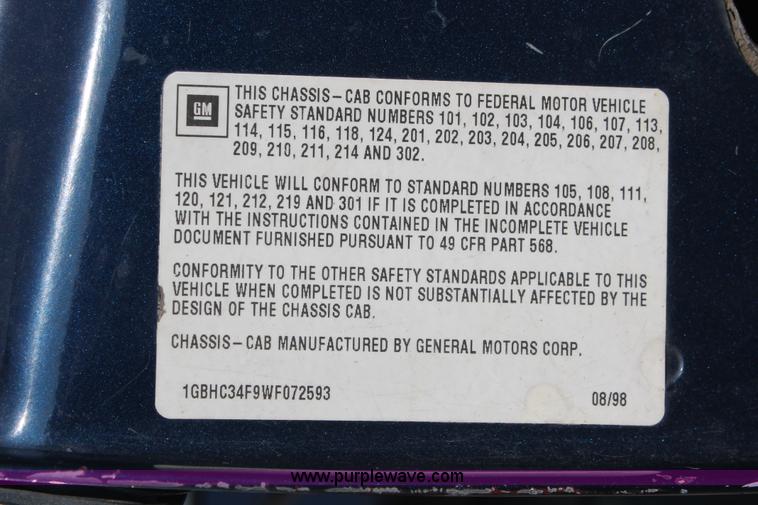 GM
THIS CHASSIS-CAB CONFORMS TO FEDERAL MOTOR VEHICLE
SAFETY STANDARD NUMBERS 101, 102, 103, 104, 106, 107, 113,
114, 115, 116, 118, 124, 201, 202, 203, 204, 205, 206, 207, 208,
209, 210, 211, 214 AND 302.
THIS VEHICLE WILL CONFORM TO STANDARD NUMBERS 105, 108, 111,
120, 121, 212, 219 AND 301 IF IT IS COMPLETED IN ACCORDANCE
WITH THE INSTRUCTIONS CONTAINED IN THE INCOMPLETE VEHICLE
DOCUMENT FURNISHED PURSUANT TO 49 CFR PART 568.
CONFORMITY TO THE OTHER SAFETY STANDARDS APPLICABLE TO THIS
VEHICLE WHEN COMPLETED IS NOT SUBSTANTIALLY AFFECTED BY THE
DESIGN OF THE CHASSIS CAB.
CHASSIS-CAB MANUFACTURED BY GENERAL MOTORS CORP.
1GBHC34F9WF072593 08/98
www.purplewave.com